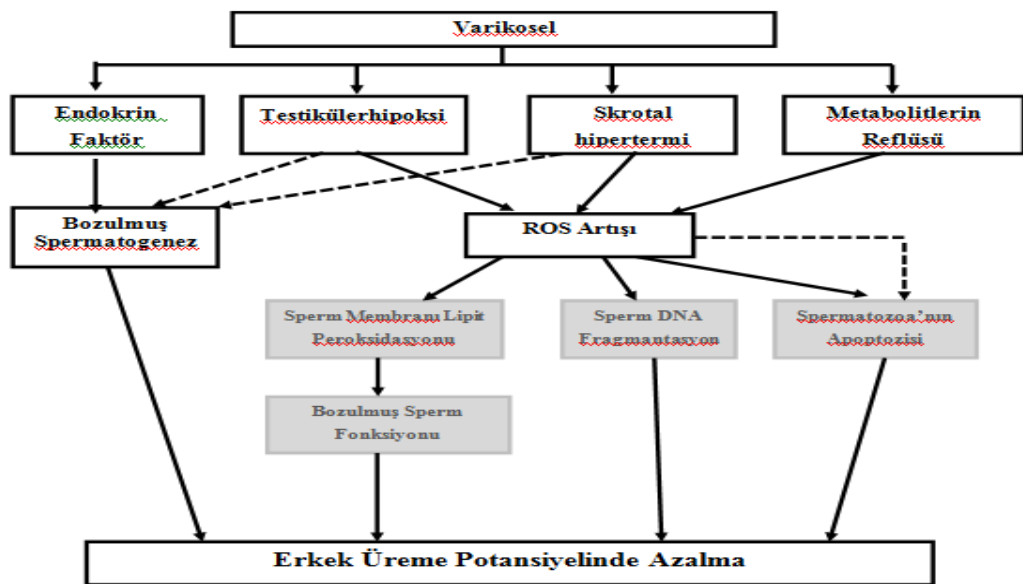 Varikosel
Endokrin
Faktör
Testikülerhipoksi
Skrotal
hipertermi
Metabolitlerin
Reflüsü
Bozulmuş
Spermatogenez
ROS Artışı
Sperm Membranı Lipit
Peroksidasyonu
Sperm DNA
Fragmantasyon
Spermatozoa’nın
Apoptozisi
Bozulmuş Sperm
Fonksiyonu
Erkek Üreme Potansiyelinde Azalma